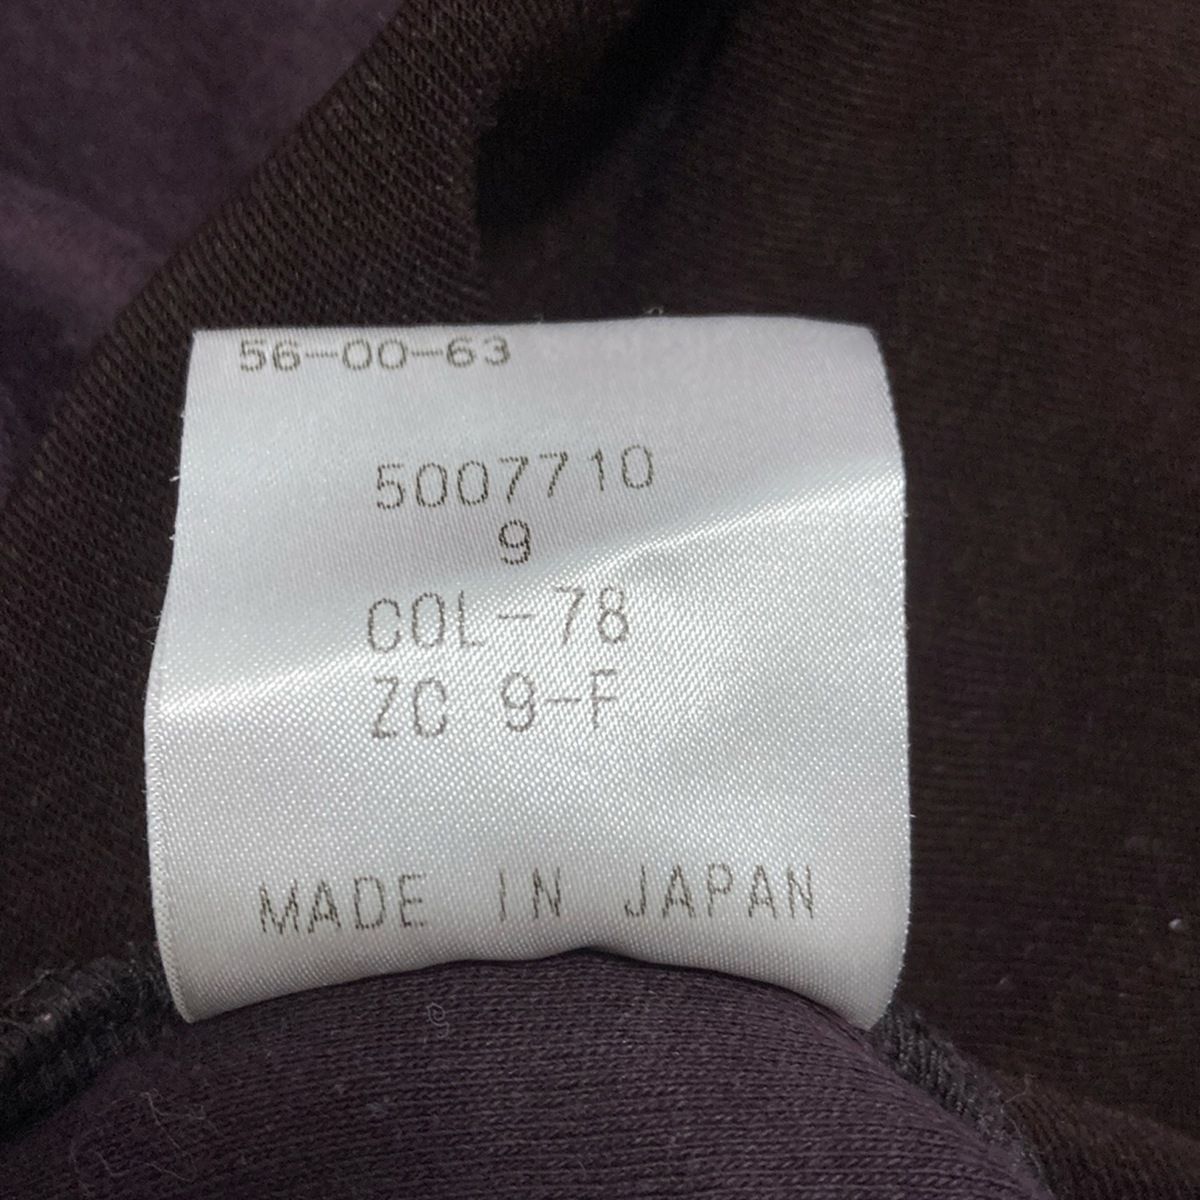 56-00-63
5007710
9
COL-78
ZC 9-F
MADE IN JAPAN